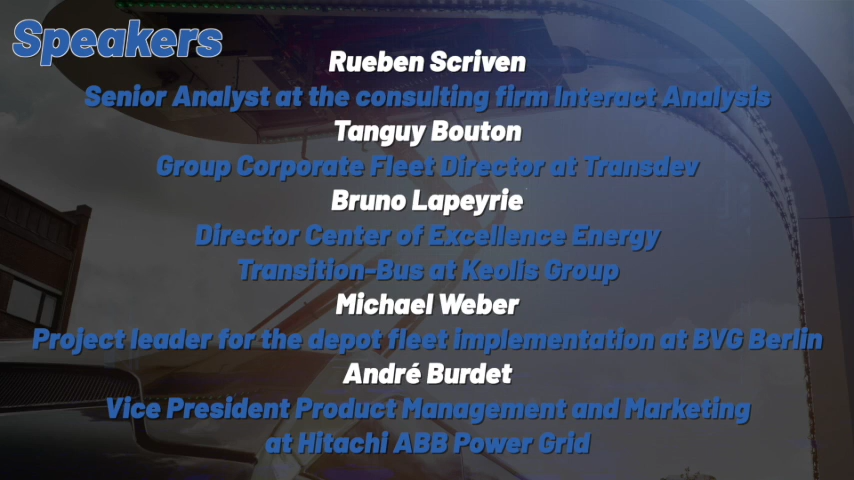 Speakers
Rueben Scriven
Senior Analyst at the consulting firm Interact Analysis
Tanguy Bouton
Group Corporate Fleet Director at Transdev
Bruno Lapeyrie
Director Center of Excellence Energy
Transition-Bus at Keolis Group
Michael Weber
Project leader for the depot fleet implementation at BVG Berlin
André Burdet
Vice President Product Management and Marketing
at Hitachi ABB Power Grid